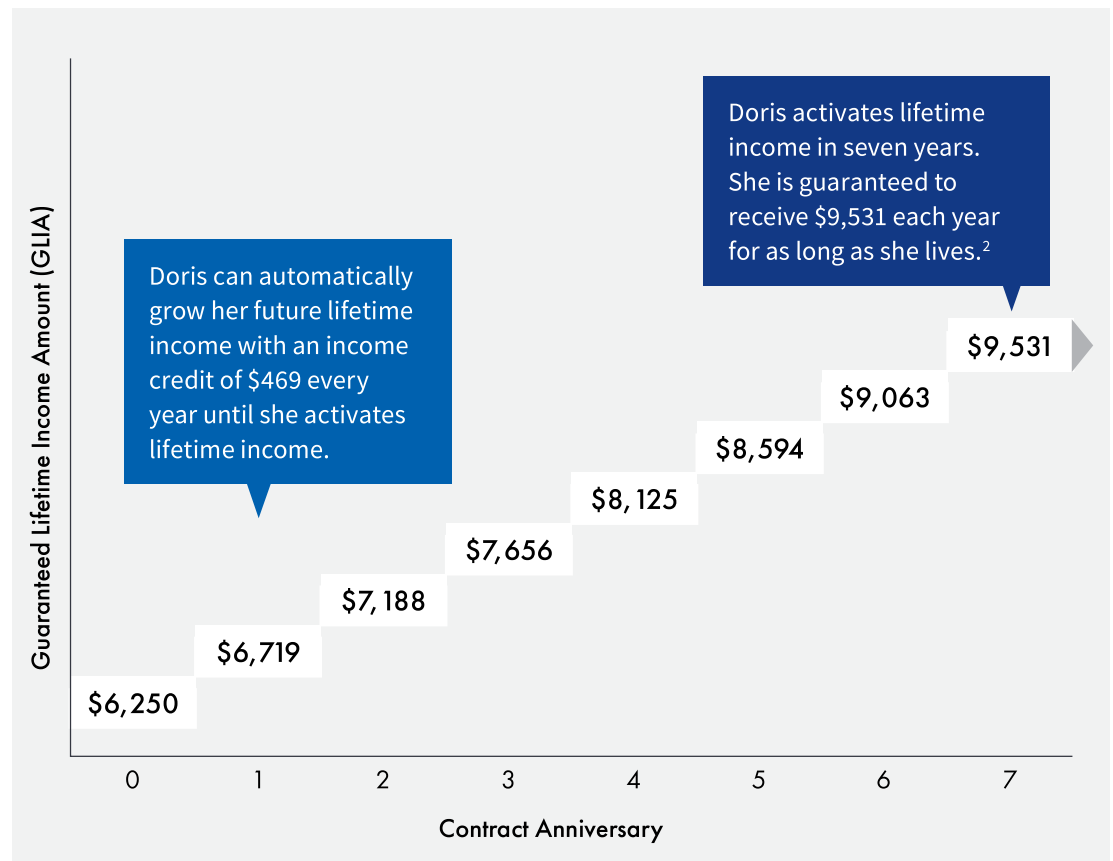 Doris activates lifetime
income in seven years.
She is guaranteed to
receive $9,531 each year
for as long as she lives.2
Doris can automatically
grow her future lifetime
income with an income
credit of $469 every
year until she activates
lifetime income.
Guaranteed Lifetime Income Amount (GLIA)
$9,531
$9,063
$8,594
$8,125
$7,656
$7,188
$6,719
$6,250
0 1 2 3 4 5 6 7
Contract Anniversary